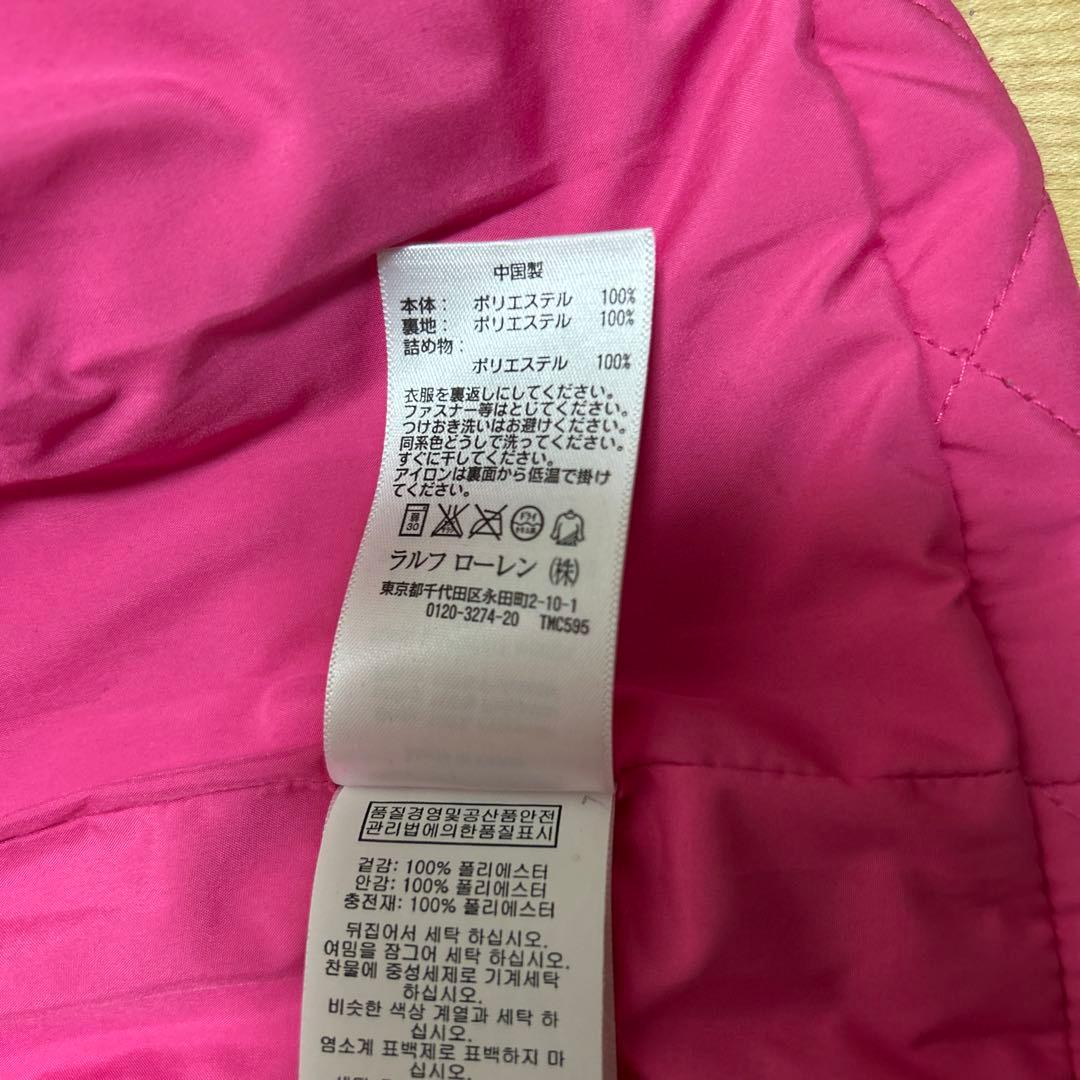 中国製
本体: ポリエステル 100%
裏地: ポリエステル 100%
詰め物:
ポリエステル 100%
衣服を裏返しにしてください。
ファスナー等はとじてください。
つけおき洗いはお避けください。
同系色どうしで洗ってください。
すぐに干してください。
アイロンは裏面から低温で掛け
てください。
弱 30 ドライ
ラルフ ローレン (株)
東京都千代田区永田町2-10-1
0120-3274-20 TMC595
품질경영및공산품안전
관리법에의한품질표시
겉감: 100% 폴리에스터
안감: 100% 폴리에스터
충전재: 100% 폴리에스터
뒤집어서 세탁 하십시오.
여밈을 잠그어 세탁 하십시오.
찬물에 중성세제로 기계세탁
하십시오.
비슷한 색상 계열과 세탁 하
십시오.
염소계 표백제로 표백하지 마
십시오.